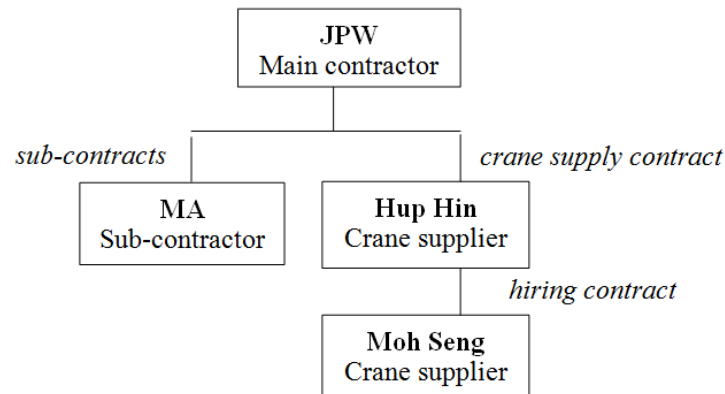 JPW
Main contractor
sub-contracts
crane supply contract
MA
Sub-contractor
Hup Hin
Crane supplier
hiring contract
Moh Seng
Crane supplier